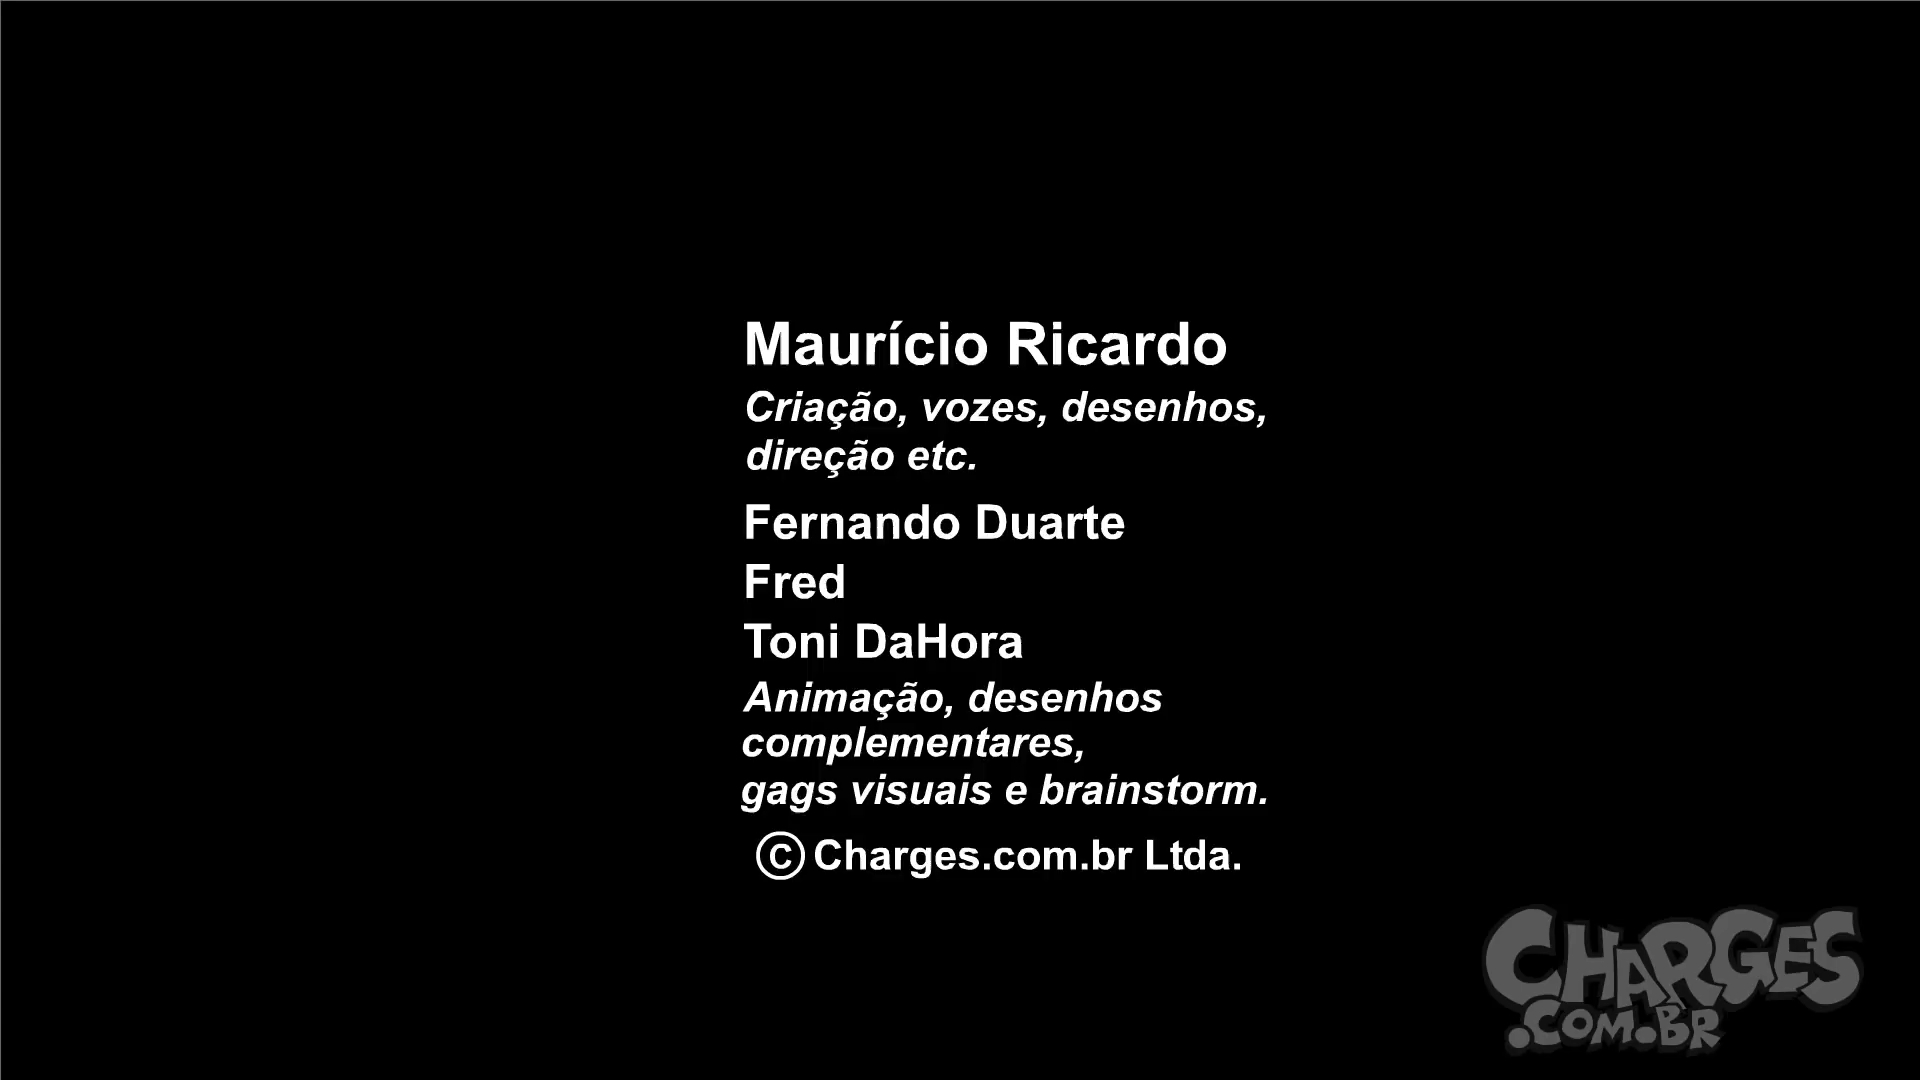 Maurício Ricardo
Criação, vozes, desenhos,
direção etc.
Fernando Duarte
Fred
Toni DaHora
Animação, desenhos
complementares,
gags visuais e brainstorm.
© Charges.com.br Ltda.
CHARGES
.COM.BR